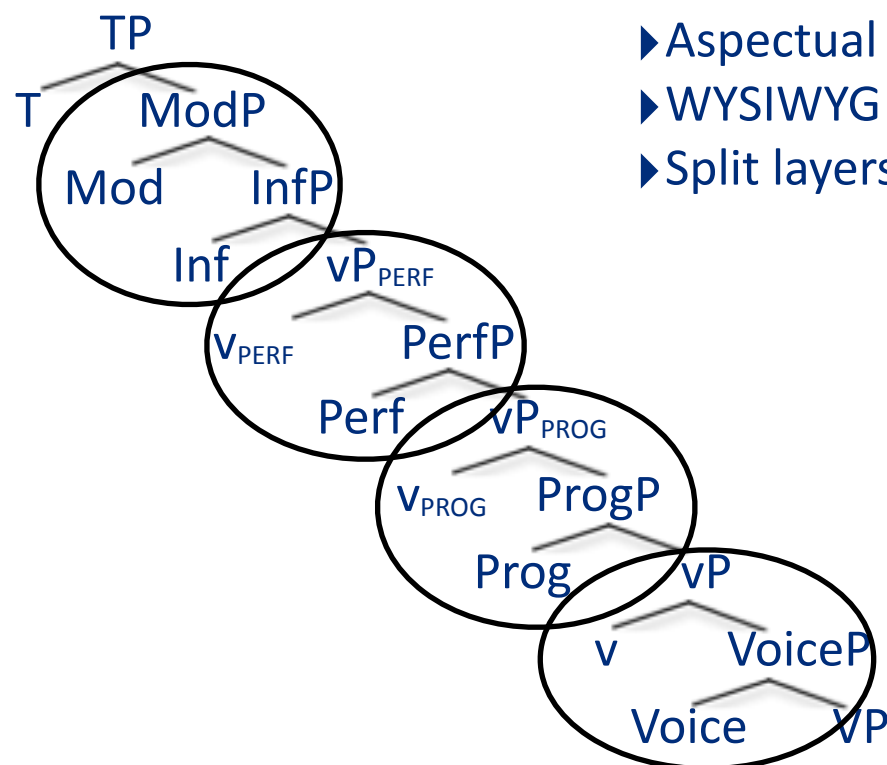 TP
T ModP
Mod InfP
Inf vPPERF
vPERF PerfP
Perf vPPROG
vPROG ProgP
Prog vP
v VoiceP
Voice VP
▶Aspectual
▶WYSIWYG
▶Split layers